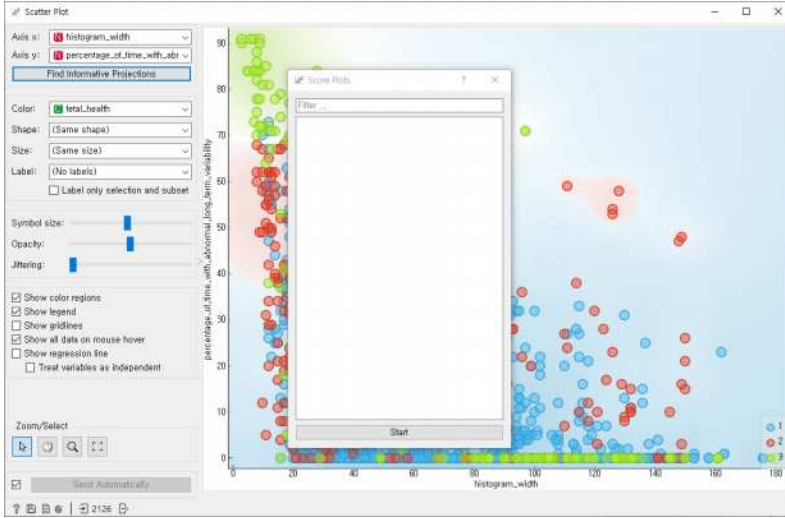 Scatter Plot
Axis x: N histogram_width
Axis y: N percentage_of_time_with_abr
Find Informative Projections
Color: C fetal_health
Shape: (Same shape)
Size: (Same size)
Label: (No labels)
Label only selection and subset
Symbol size:
Opacity:
Jittering:
Show color regions
Show legend
Show gridlines
Show all data on mouse hover
Show regression line
Treat variables as independent
Zoom/Select
Send Automatically
2126
percentage_of_time_with_abnormal_long_term_variability
90
80
70
60
50
40
30
20
10
0
Score Plots
Filter ...
Start
0 20 40 60 80 100 120 140 160 180
histogram_width
1
2
3